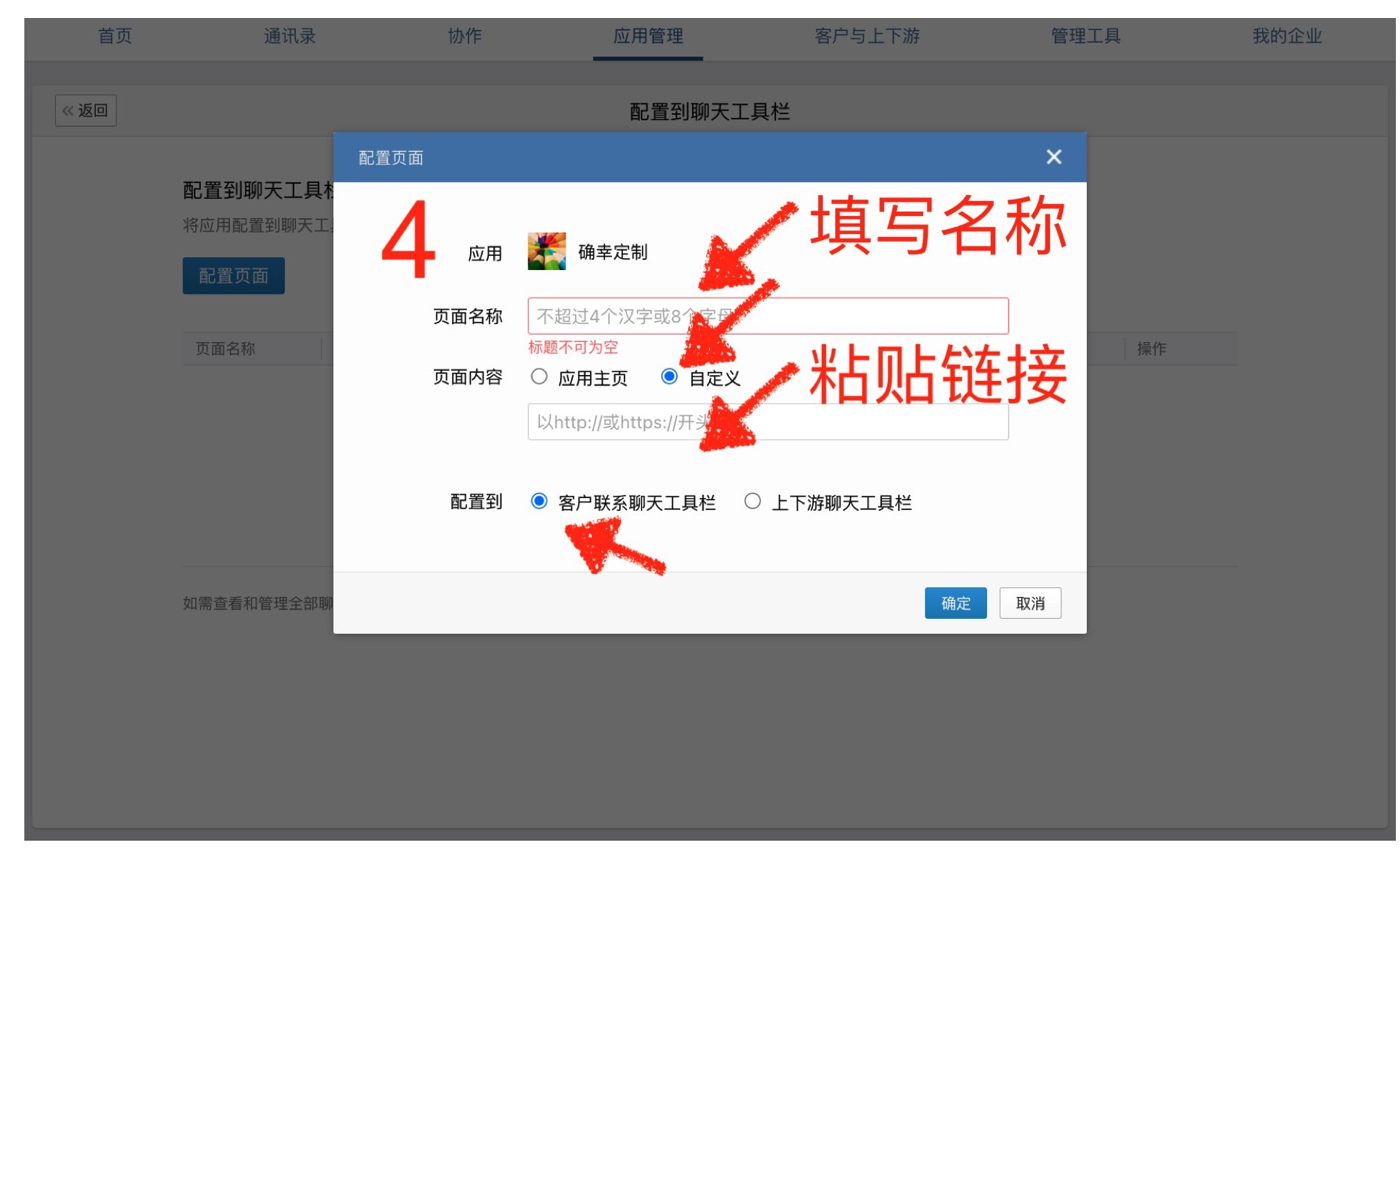 首页 通讯录 协作 应用管理 客户与上下游 管理工具 我的企业
« 返回 配置到聊天工具栏
配置页面
配置到聊天工具
将应用配置到聊天工
配置页面
4
应用 确幸定制
填写名称
页面名称 不超过4个汉字或8个字母
标题不可为空
页面名称 操作
页面内容 应用主页 自定义
粘贴链接
以http://或https://开头
配置到 客户联系聊天工具栏 上下游聊天工具栏
如需查看和管理全部聊
确定 取消